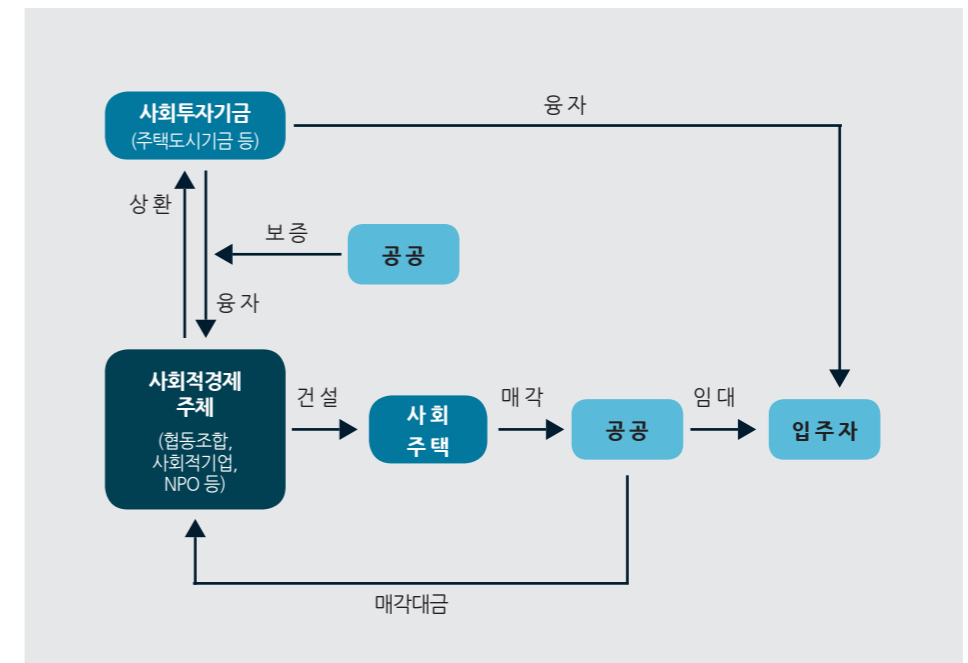 사회투자기금
(주택도시기금 등)
융자
상환
보증
공공
융자
사회적경제
주체
(협동조합,
사회적기업,
NPO 등)
건설
사회
주택
매각
공공
임대
입주자
매각대금